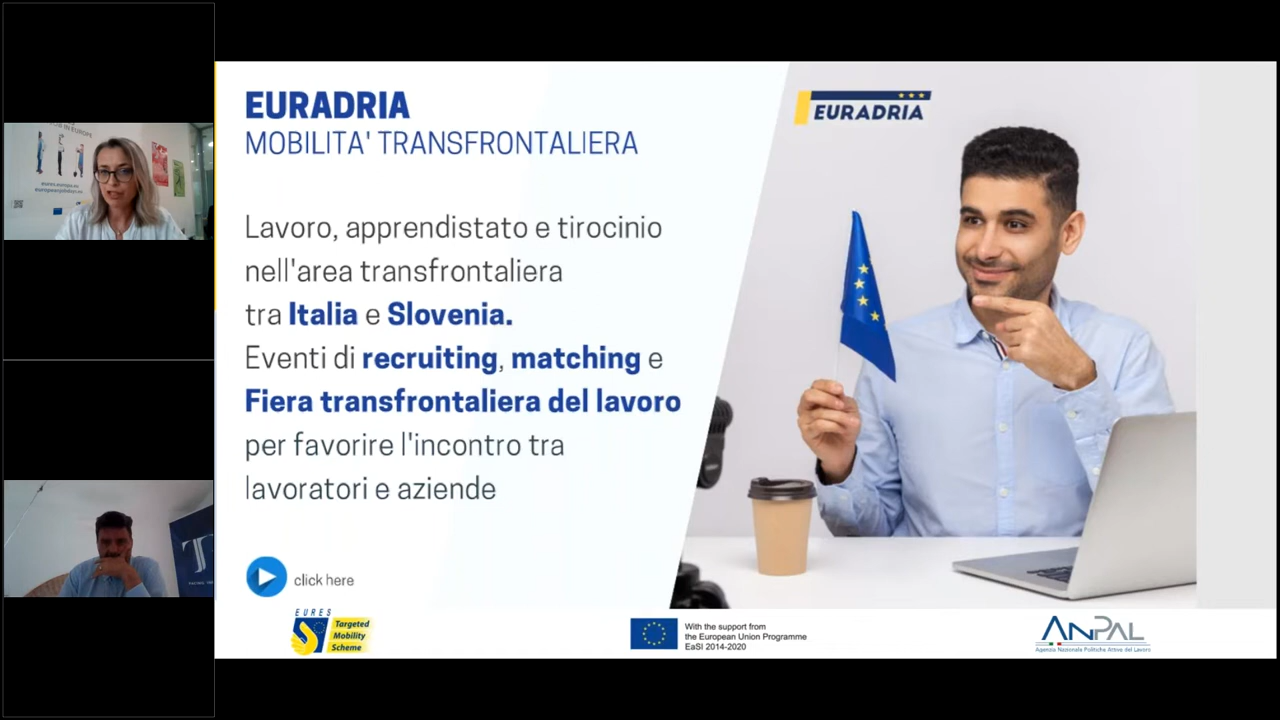 EURADRIA
MOBILITA' TRANSFRONTALIERA
Lavoro, apprendistato e tirocinio
nell'area transfrontaliera
tra Italia e Slovenia.
Eventi di recruiting, matching e
Fiera transfrontaliera del lavoro
per favorire l'incontro tra
lavoratori e aziende
click here
EURADRIA
EURES
Targeted
Mobility
Scheme
With the support from
the European Union Programme
EaSI 2014-2020
ANPAL
Agenzia Nazionale Politiche Attive del Lavoro